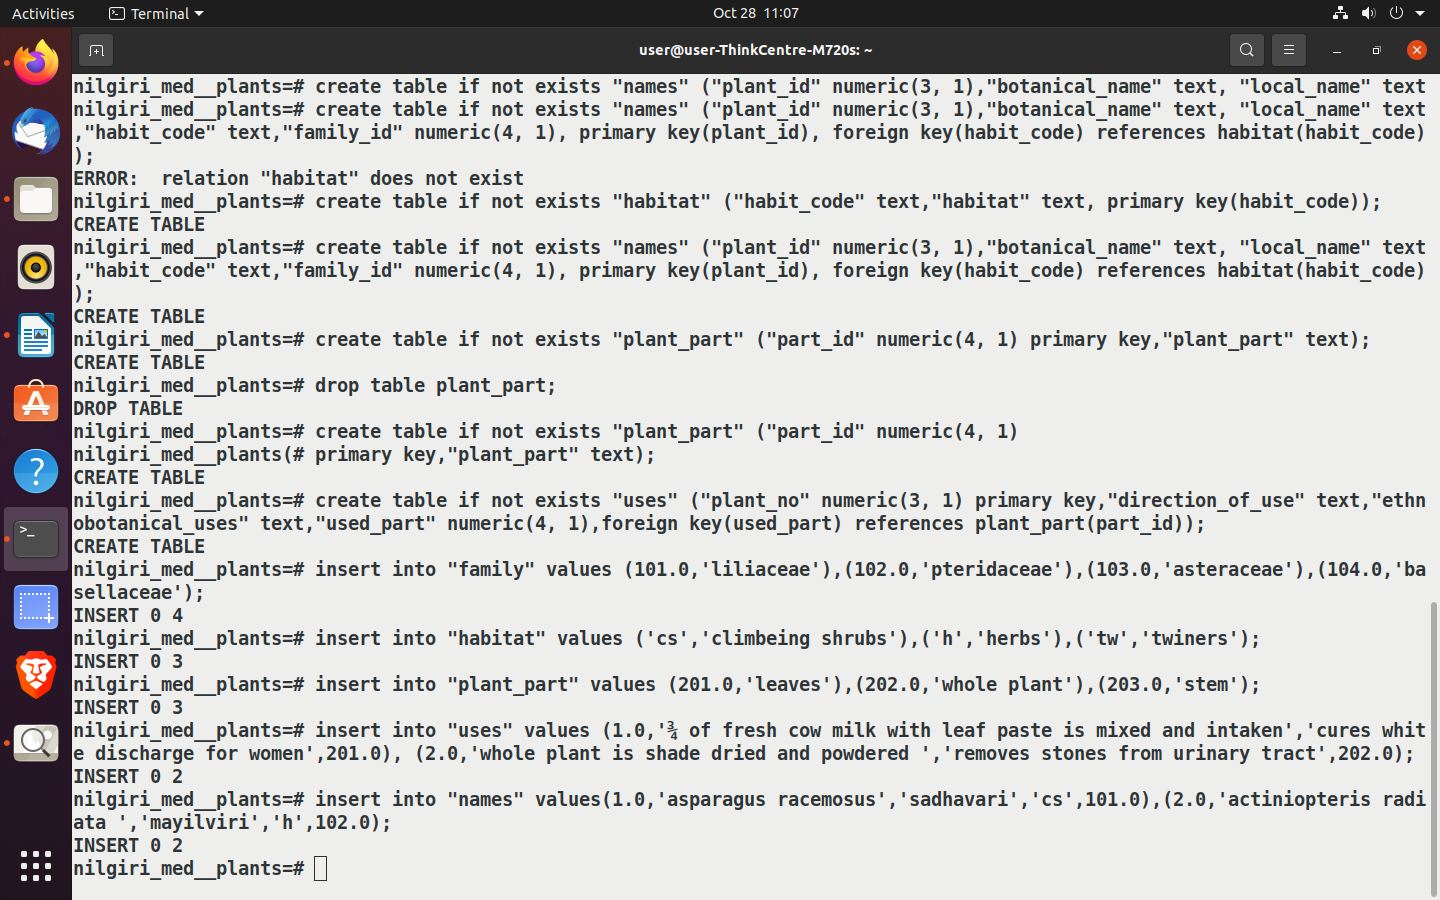 Activities
Terminal
Oct 28 11:07
user@user-ThinkCentre-M720s: ~
nilgiri_med__plants=# create table if not exists "names" ("plant_id" numeric(3, 1),"botanical_name" text, "local_name" text
nilgiri_med__plants=# create table if not exists "names" ("plant_id" numeric(3, 1),"botanical_name" text, "local_name" text
,"habit_code" text,"family_id" numeric(4, 1), primary key(plant_id), foreign key(habit_code) references habitat(habit_code)
);
ERROR:  relation "habitat" does not exist
nilgiri_med__plants=# create table if not exists "habitat" ("habit_code" text,"habitat" text, primary key(habit_code));
CREATE TABLE
nilgiri_med__plants=# create table if not exists "names" ("plant_id" numeric(3, 1),"botanical_name" text, "local_name" text
,"habit_code" text,"family_id" numeric(4, 1), primary key(plant_id), foreign key(habit_code) references habitat(habit_code)
);
CREATE TABLE
nilgiri_med__plants=# create table if not exists "plant_part" ("part_id" numeric(4, 1) primary key,"plant_part" text);
CREATE TABLE
nilgiri_med__plants=# drop table plant_part;
DROP TABLE
nilgiri_med__plants=# create table if not exists "plant_part" ("part_id" numeric(4, 1)
nilgiri_med__plants(# primary key,"plant_part" text);
CREATE TABLE
nilgiri_med__plants=# create table if not exists "uses" ("plant_no" numeric(3, 1) primary key,"direction_of_use" text,"ethn
obotanical_uses" text,"used_part" numeric(4, 1),foreign key(used_part) references plant_part(part_id));
CREATE TABLE
nilgiri_med__plants=# insert into "family" values (101.0,'liliaceae'),(102.0,'pteridaceae'),(103.0,'asteraceae'),(104.0,'ba
sellaceae');
INSERT 0 4
nilgiri_med__plants=# insert into "habitat" values ('cs','climbeing shrubs'),('h','herbs'),('tw','twiners');
INSERT 0 3
nilgiri_med__plants=# insert into "plant_part" values (201.0,'leaves'),(202.0,'whole plant'),(203.0,'stem');
INSERT 0 3
nilgiri_med__plants=# insert into "uses" values (1.0,'¾ of fresh cow milk with leaf paste is mixed and intaken','cures whit
e discharge for women',201.0), (2.0,'whole plant is shade dried and powdered ','removes stones from urinary tract',202.0);
INSERT 0 2
nilgiri_med__plants=# insert into "names" values(1.0,'asparagus racemosus','sadhavari','cs',101.0),(2.0,'actiniopteris radi
ata ','mayilviri','h',102.0);
INSERT 0 2
nilgiri_med__plants=#